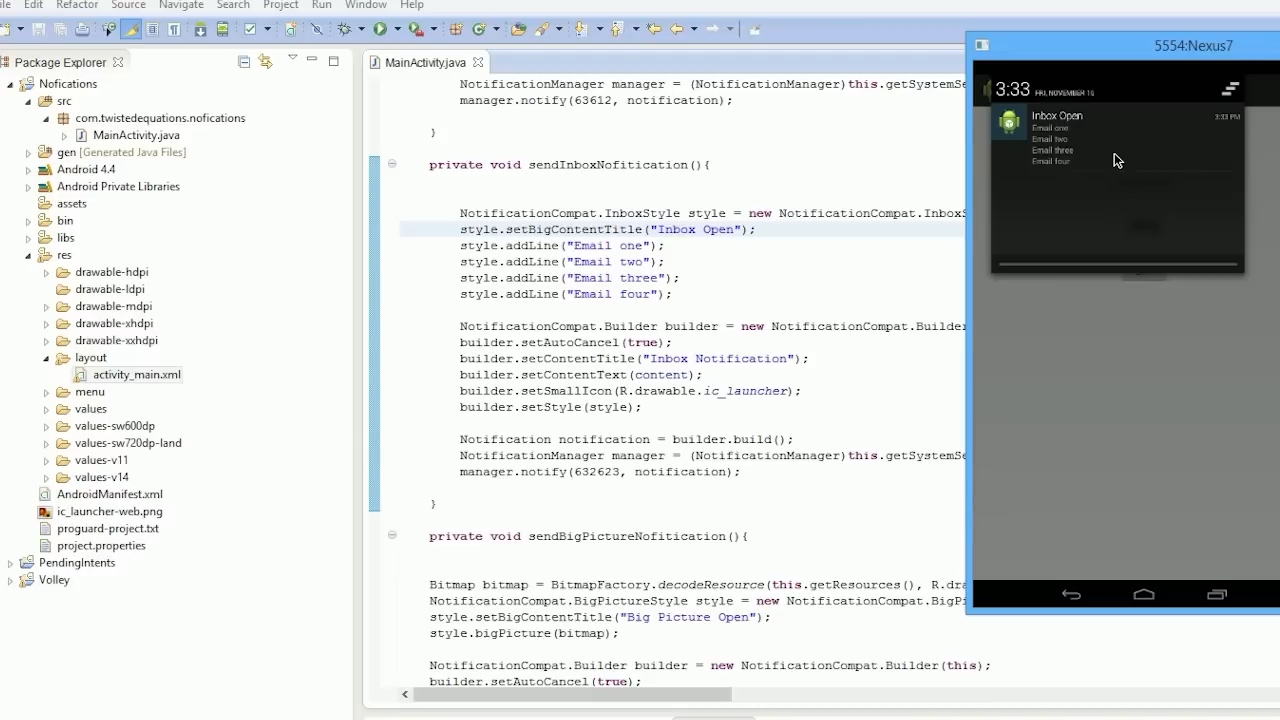 Edit Refactor Source Navigate Search Project Run Window Help
Package Explorer
Nofications
src
com.twistedequations.nofications
MainActivity.java
gen [Generated Java Files]
Android 4.4
Android Private Libraries
assets
bin
libs
res
drawable-hdpi
drawable-ldpi
drawable-mdpi
drawable-xhdpi
drawable-xxhdpi
layout
activity_main.xml
menu
values
values-sw600dp
values-sw720dp-land
values-v11
values-v14
AndroidManifest.xml
ic_launcher-web.png
proguard-project.txt
project.properties
PendingIntents
Volley
MainActivity.java
NotificationManager manager = (NotificationManager)this.getSystemSe
manager.notify(63612, notification);
}
private void sendInboxNofitication(){
NotificationCompat.InboxStyle style = new NotificationCompat.InboxS
style.setBigContentTitle("Inbox Open");
style.addLine("Email one");
style.addLine("Email two");
style.addLine("Email three");
style.addLine("Email four");
NotificationCompat.Builder builder = new NotificationCompat.Builder
builder.setAutoCancel(true);
builder.setContentTitle("Inbox Notification");
builder.setContentText(content);
builder.setSmallIcon(R.drawable.ic_launcher);
builder.setStyle(style);
Notification notification = builder.build();
NotificationManager manager = (NotificationManager)this.getSystemSe
manager.notify(632623, notification);
}
private void sendBigPictureNofitication(){
Bitmap bitmap = BitmapFactory.decodeResource(this.getResources(), R.dra
NotificationCompat.BigPictureStyle style = new NotificationCompat.BigPi
style.setBigContentTitle("Big Picture Open");
style.bigPicture(bitmap);
NotificationCompat.Builder builder = new NotificationCompat.Builder(this);
builder.setAutoCancel(true);
5554:Nexus7
3:33 FRI, NOVEMBER 
Inbox Open 3:33 PM
Email one
Email two
Email three
Email four